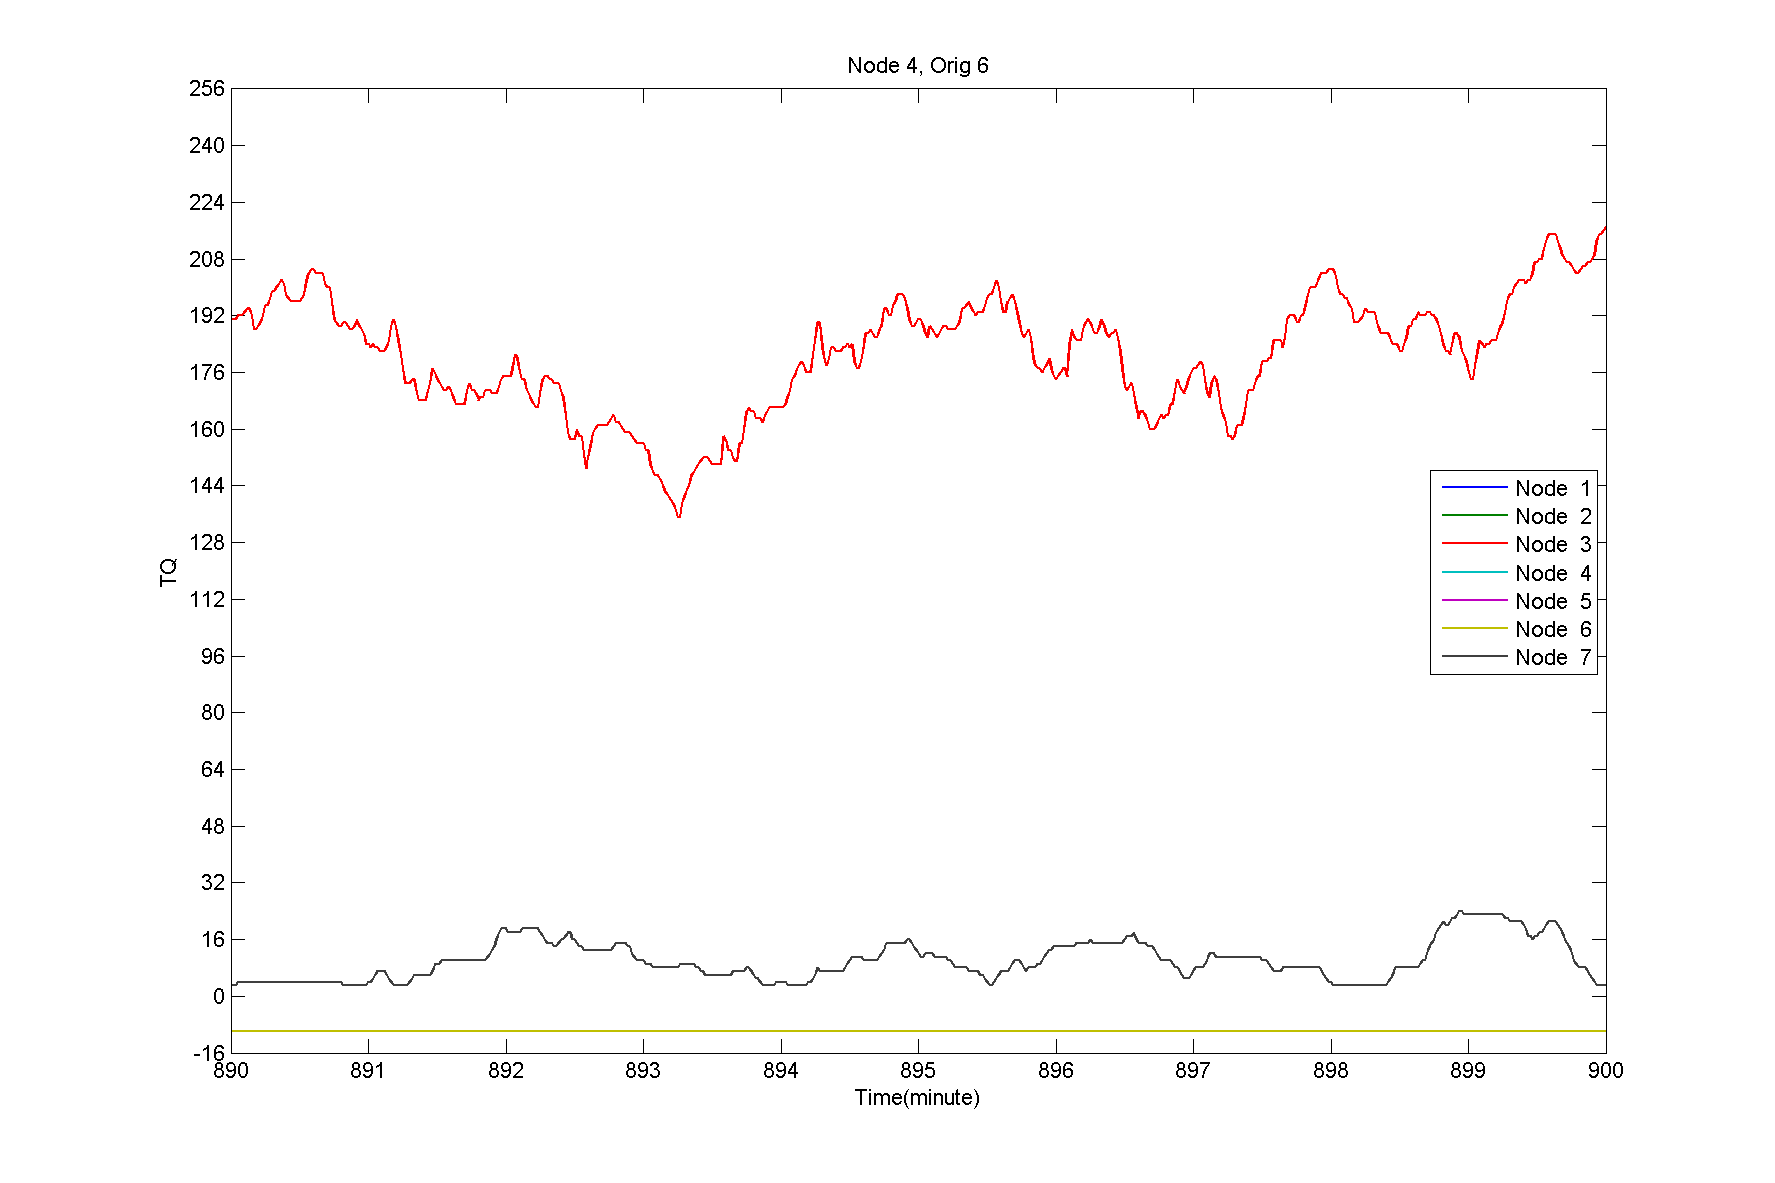 Node 4, Orig 6
256
240
224
208
192
176
160
144
128
112
96
80
64
48
32
16
0
-16
TQ
Node 1
Node 2
Node 3
Node 4
Node 5
Node 6
Node 7
890 891 892 893 894 895 896 897 898 899 900
Time(minute)